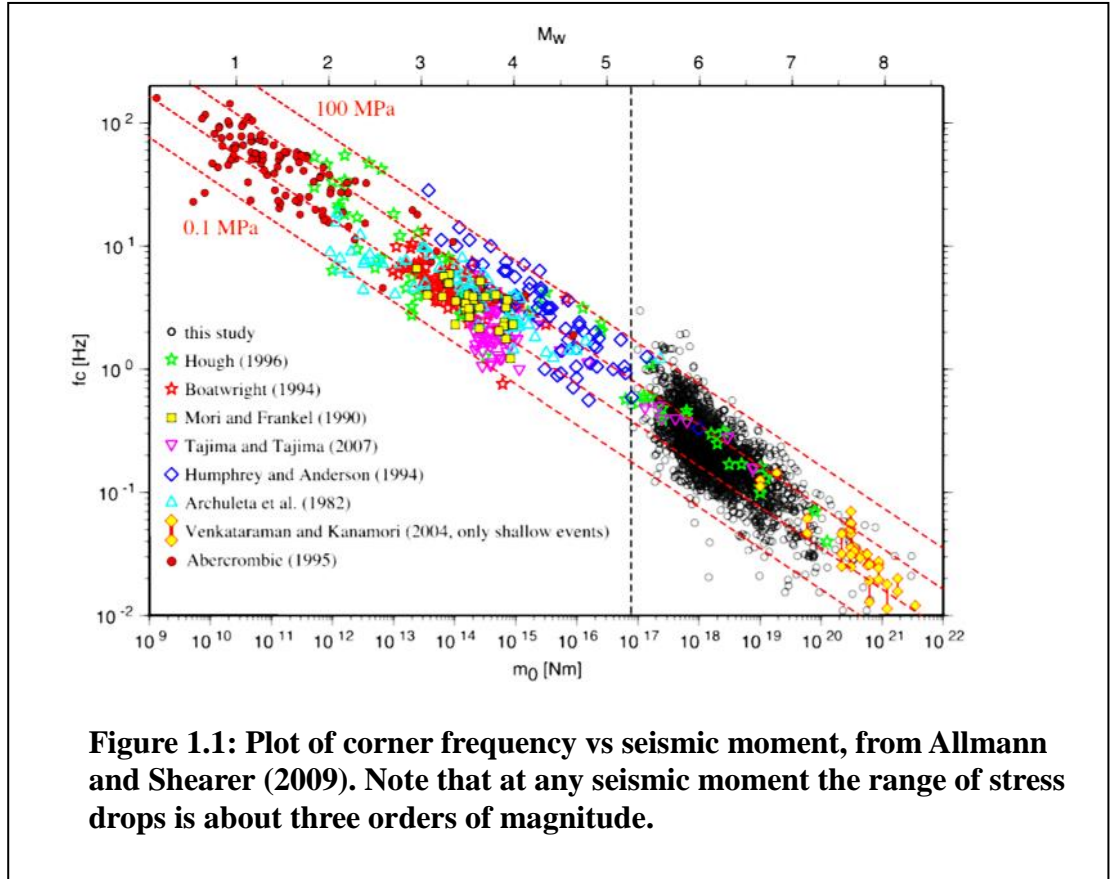 Mw
1 2 3 4 5 6 7 8
100 MPa
10 2
0.1 MPa
10 1
this study
Hough (1996)
10 0
fc [Hz]
Boatwright (1994)
Mori and Frankel (1990)
Tajima and Tajima (2007)
Humphrey and Anderson (1994)
10 -1
Archuleta et al. (1982)
Venkataraman and Kanamori (2004, only shallow events)
Abercrombie (1995)
10 -2
10 9 10 10 10 11 10 12 10 13 10 14 10 15 10 16 10 17 10 18 10 19 10 20 10 21 10 22
m0 [Nm]
Figure 1.1: Plot of corner frequency vs seismic moment, from Allmann
and Shearer (2009). Note that at any seismic moment the range of stress
drops is about three orders of magnitude.